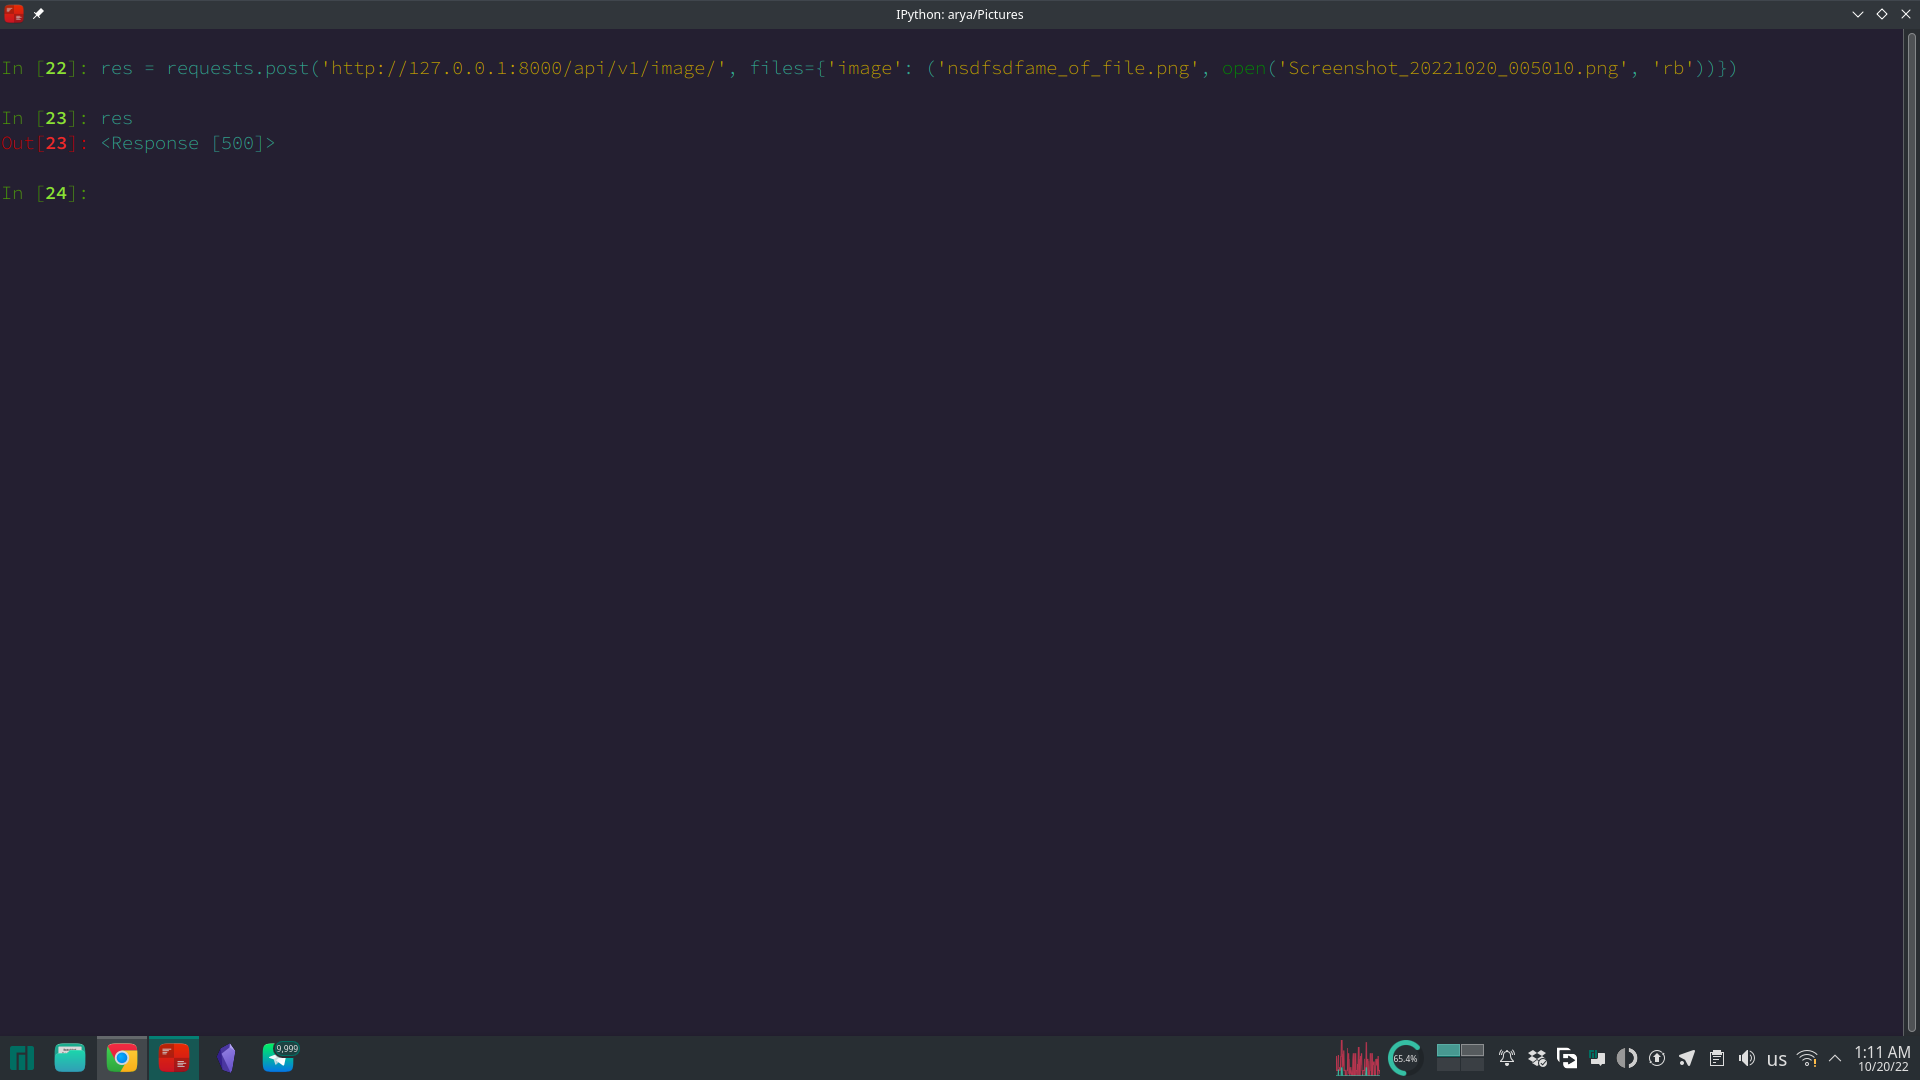 IPython: arya/Pictures
In [22]: res = requests.post('http://127.0.0.1:8000/api/v1/image/', files={'image': ('nsdfsdfame_of_file.png', open('Screenshot_20221020_005010.png', 'rb'))})
In [23]: res
Out[23]: <Response [500]>
In [24]:
9,999
65.4%
us
1:11 AM
10/20/22